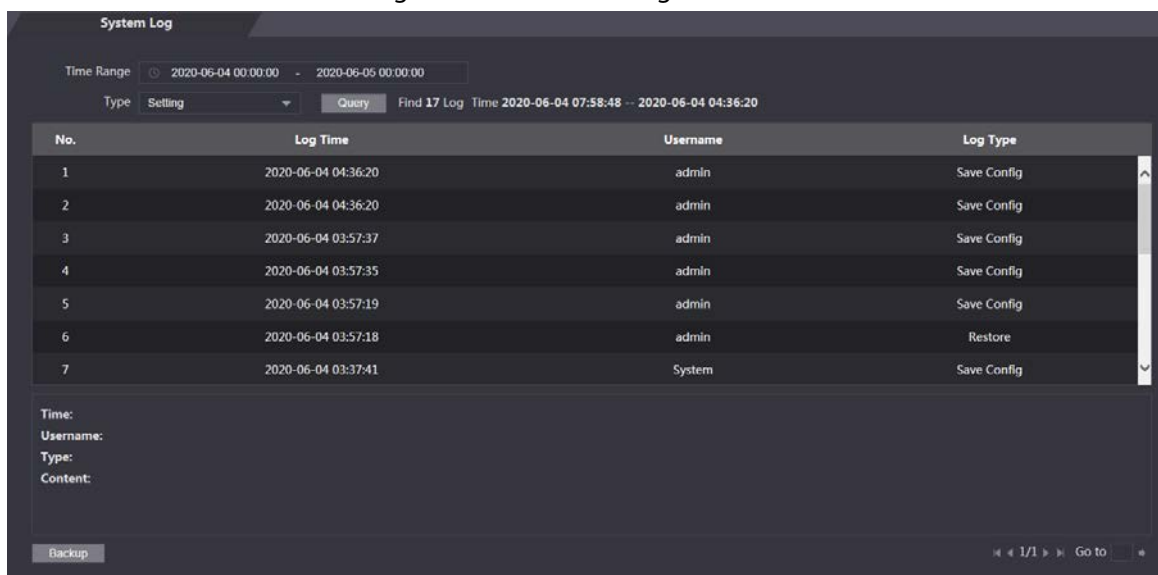 System Log
Time Range 2020-06-04 00:00:00 - 2020-06-05 00:00:00
Type Setting Query Find 17 Log Time 2020-06-04 07:58:48 -- 2020-06-04 04:36:20
No. Log Time Username Log Type
1 2020-06-04 04:36:20 admin Save Config
2 2020-06-04 04:36:20 admin Save Config
3 2020-06-04 03:57:37 admin Save Config
4 2020-06-04 03:57:35 admin Save Config
5 2020-06-04 03:57:19 admin Save Config
6 2020-06-04 03:57:18 admin Restore
7 2020-06-04 03:37:41 System Save Config
Time:
Username:
Type:
Content:
Backup 1/1 Go to